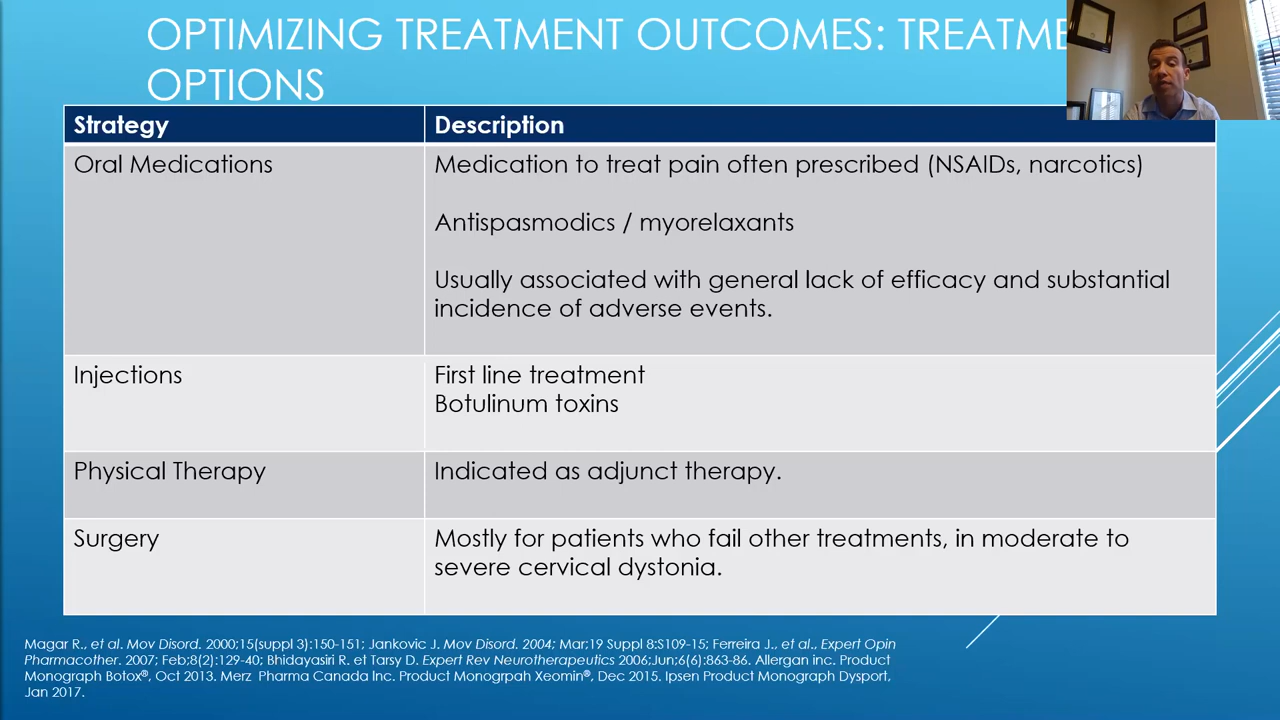 OPTIMIZING TREATMENT OUTCOMES: TREATME
OPTIONS
Strategy
Description
Oral Medications
Medication to treat pain often prescribed (NSAIDs, narcotics)
Antispasmodics / myorelaxants
Usually associated with general lack of efficacy and substantial
incidence of adverse events.
Injections
First line treatment
Botulinum toxins
Physical Therapy
Indicated as adjunct therapy.
Surgery
Mostly for patients who fail other treatments, in moderate to
severe cervical dystonia.
Magar R., et al. Mov Disord. 2000;15(suppl 3):150-151; Jankovic J. Mov Disord. 2004; Mar;19 Suppl 8:S109-15; Ferreira J., et al., Expert Opin
Pharmacother. 2007; Feb;8(2):129-40; Bhidayasiri R. et Tarsy D. Expert Rev Neurotherapeutics 2006;Jun;6(6):863-86. Allergan inc. Product
Monograph Botox®, Oct 2013. Merz Pharma Canada Inc. Product Monogrpah Xeomin®, Dec 2015. Ipsen Product Monograph Dysport,
Jan 2017.